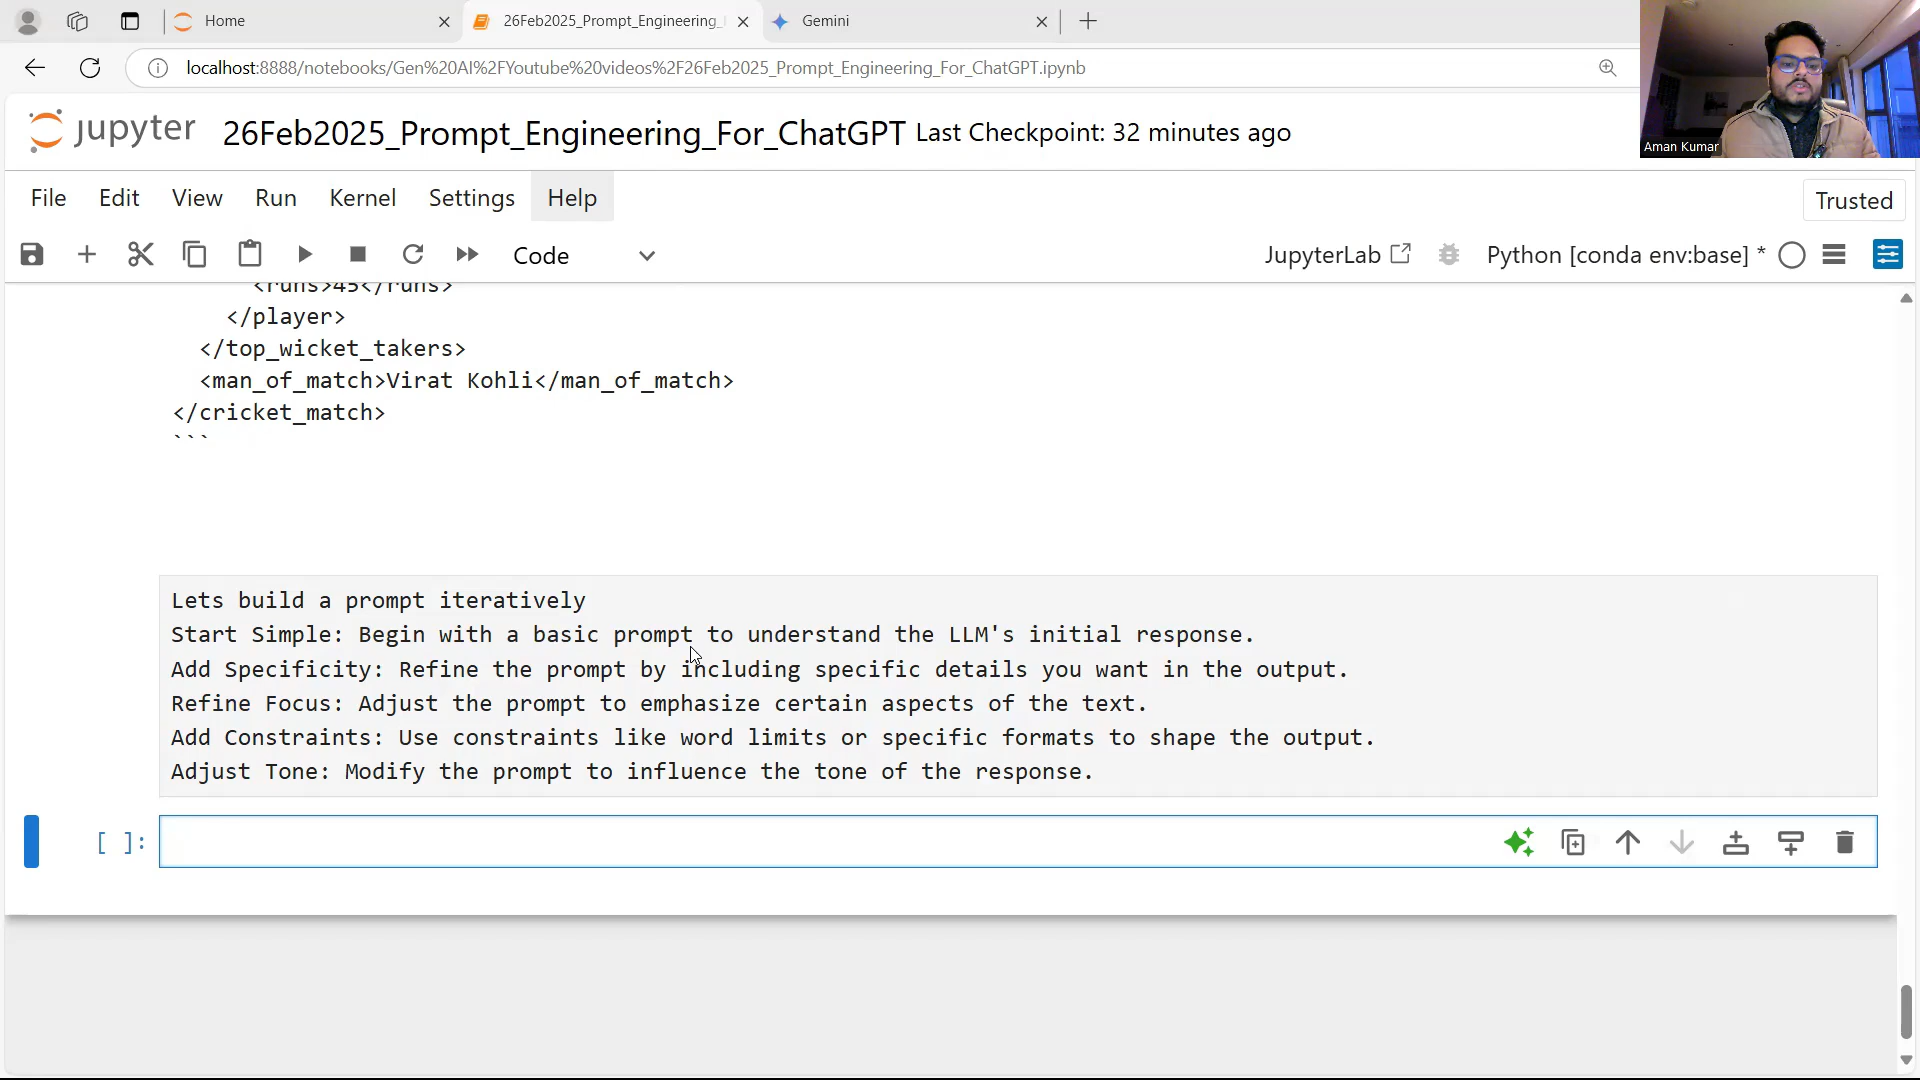 Home
26Feb2025_Prompt_Engineering_
Gemini
localhost:8888/notebooks/Gen%20AI%2FYoutube%20videos%2F26Feb2025_Prompt_Engineering_For_ChatGPT.ipynb
jupyter
26Feb2025_Prompt_Engineering_For_ChatGPT Last Checkpoint: 32 minutes ago
Aman Kumar
File Edit View Run Kernel Settings Help
Trusted
Code
JupyterLab
Python [conda env:base] *
<runs>45</runs>
</player>
</top_wicket_takers>
<man_of_match>Virat Kohli</man_of_match>
</cricket_match>
```
Lets build a prompt iteratively
Start Simple: Begin with a basic prompt to understand the LLM's initial response.
Add Specificity: Refine the prompt by including specific details you want in the output.
Refine Focus: Adjust the prompt to emphasize certain aspects of the text.
Add Constraints: Use constraints like word limits or specific formats to shape the output.
Adjust Tone: Modify the prompt to influence the tone of the response.
[ ]: